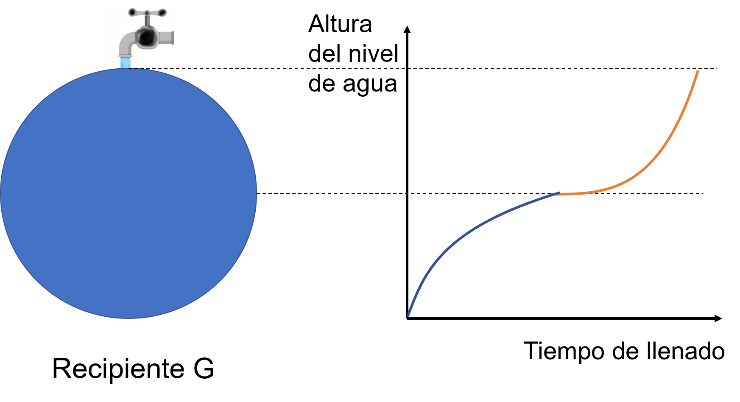 Altura
del nivel
de agua
Tiempo de llenado
Recipiente G